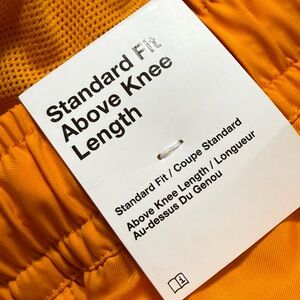 Standard Fit
Above Knee
Length
Standard Fit / Coupe Standard
Above Knee Length / Longueur
Au-dessus Du Genou